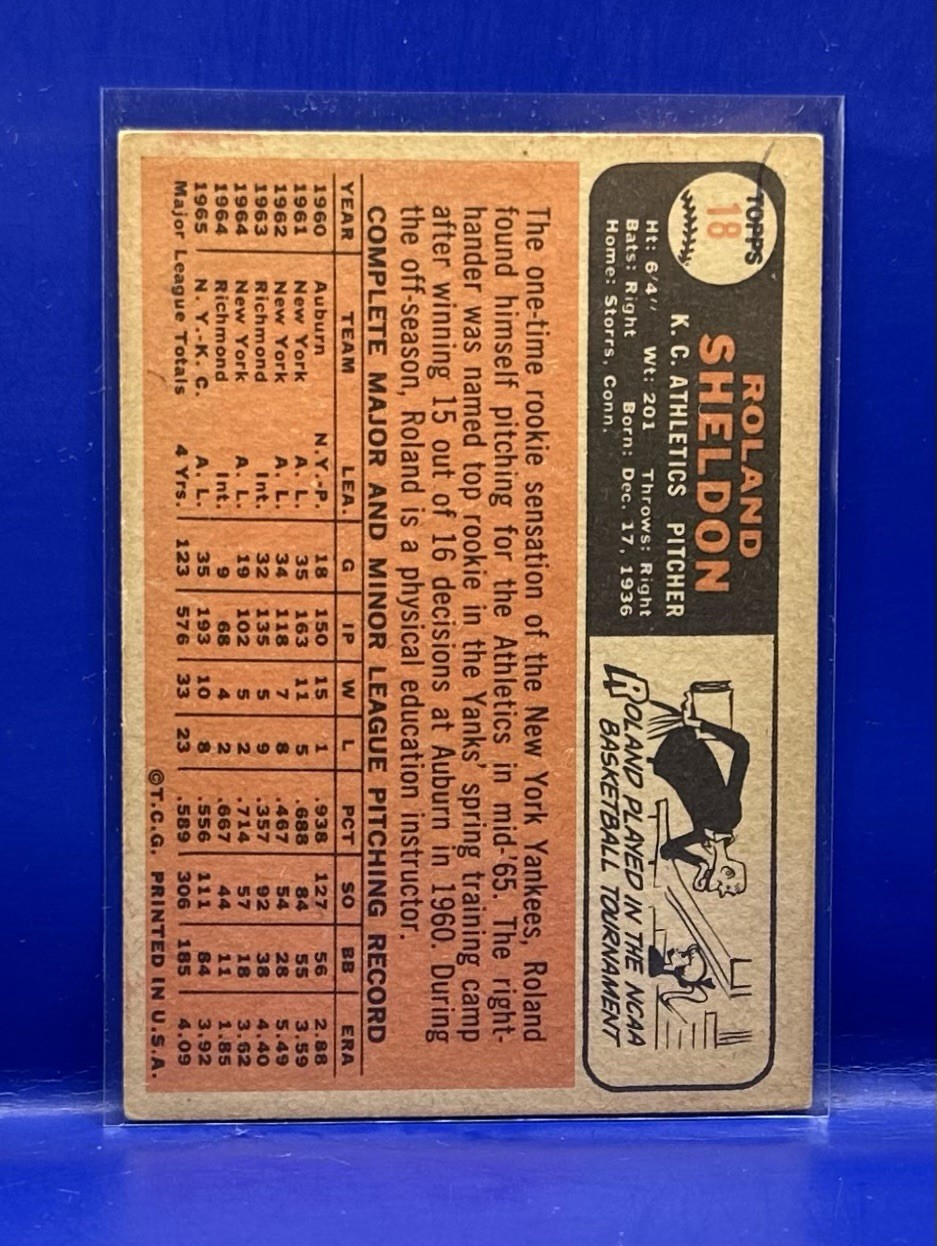 TOPPS
18
ROLAND
SHELDON
K. C. ATHLETICS PITCHER
Ht: 6'4'' Wt: 201 Throws: Right
Bats: Right Born: Dec. 17, 1936
Home: Storrs, Conn.
ROLAND PLAYED IN THE NCAA
BASKETBALL TOURNAMENT
The one-time rookie sensation of the New York Yankees, Roland
found himself pitching for the Athletics in mid-'65. The right-
hander was named top rookie in the Yanks' spring training camp
after winning 15 out of 16 decisions at Auburn in 1960. During
the off-season, Roland is a physical education instructor.
COMPLETE MAJOR AND MINOR LEAGUE PITCHING RECORD
YEAR TEAM LEA. G IP W L PCT SO BB ERA
1960 Auburn N.Y.-P. 18 150 15 1 .938 127 56 2.88
1961 New York A. L. 35 163 11 5 .688 84 55 3.59
1962 New York A. L. 34 118 7 8 .467 54 28 5.49
1963 Richmond Int. 32 135 5 9 .357 92 38 4.40
1964 New York A. L. 19 102 5 2 .714 57 18 3.62
1964 Richmond Int. 9 68 4 2 .667 44 11 1.85
1965 N. Y.-K. C. A. L. 35 193 10 8 .556 111 84 3.92
Major League Totals 4 Yrs. 123 576 33 23 .589 306 185 4.09
©T.C.G. PRINTED IN U.S.A.